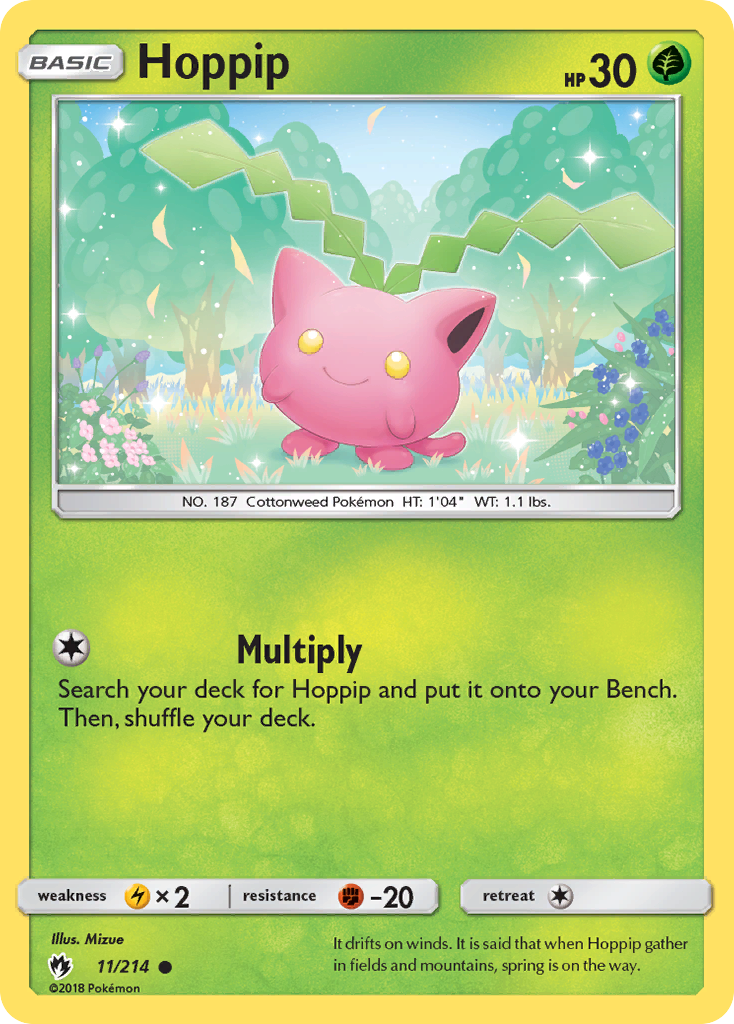 BASIC
Hoppip
HP 30
NO. 187 Cottonweed Pokémon HT: 1'04" WT: 1.1 lbs.
Multiply
Search your deck for Hoppip and put it onto your Bench.
Then, shuffle your deck.
weakness × 2 resistance -20 retreat
Illus. Mizue
11/214
©2018 Pokémon
It drifts on winds. It is said that when Hoppip gather
in fields and mountains, spring is on the way.